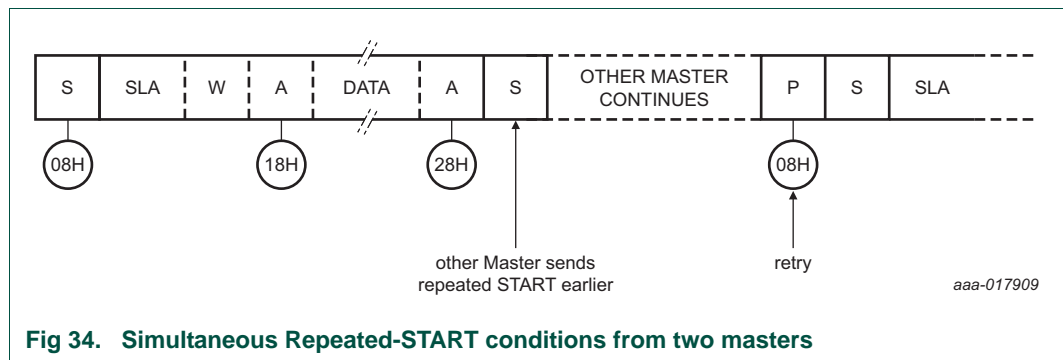 S SLA W A DATA A S OTHER MASTER CONTINUES P S SLA
08H 18H 28H 08H
other Master sends repeated START earlier
retry
aaa-017909
Fig 34. Simultaneous Repeated-START conditions from two masters